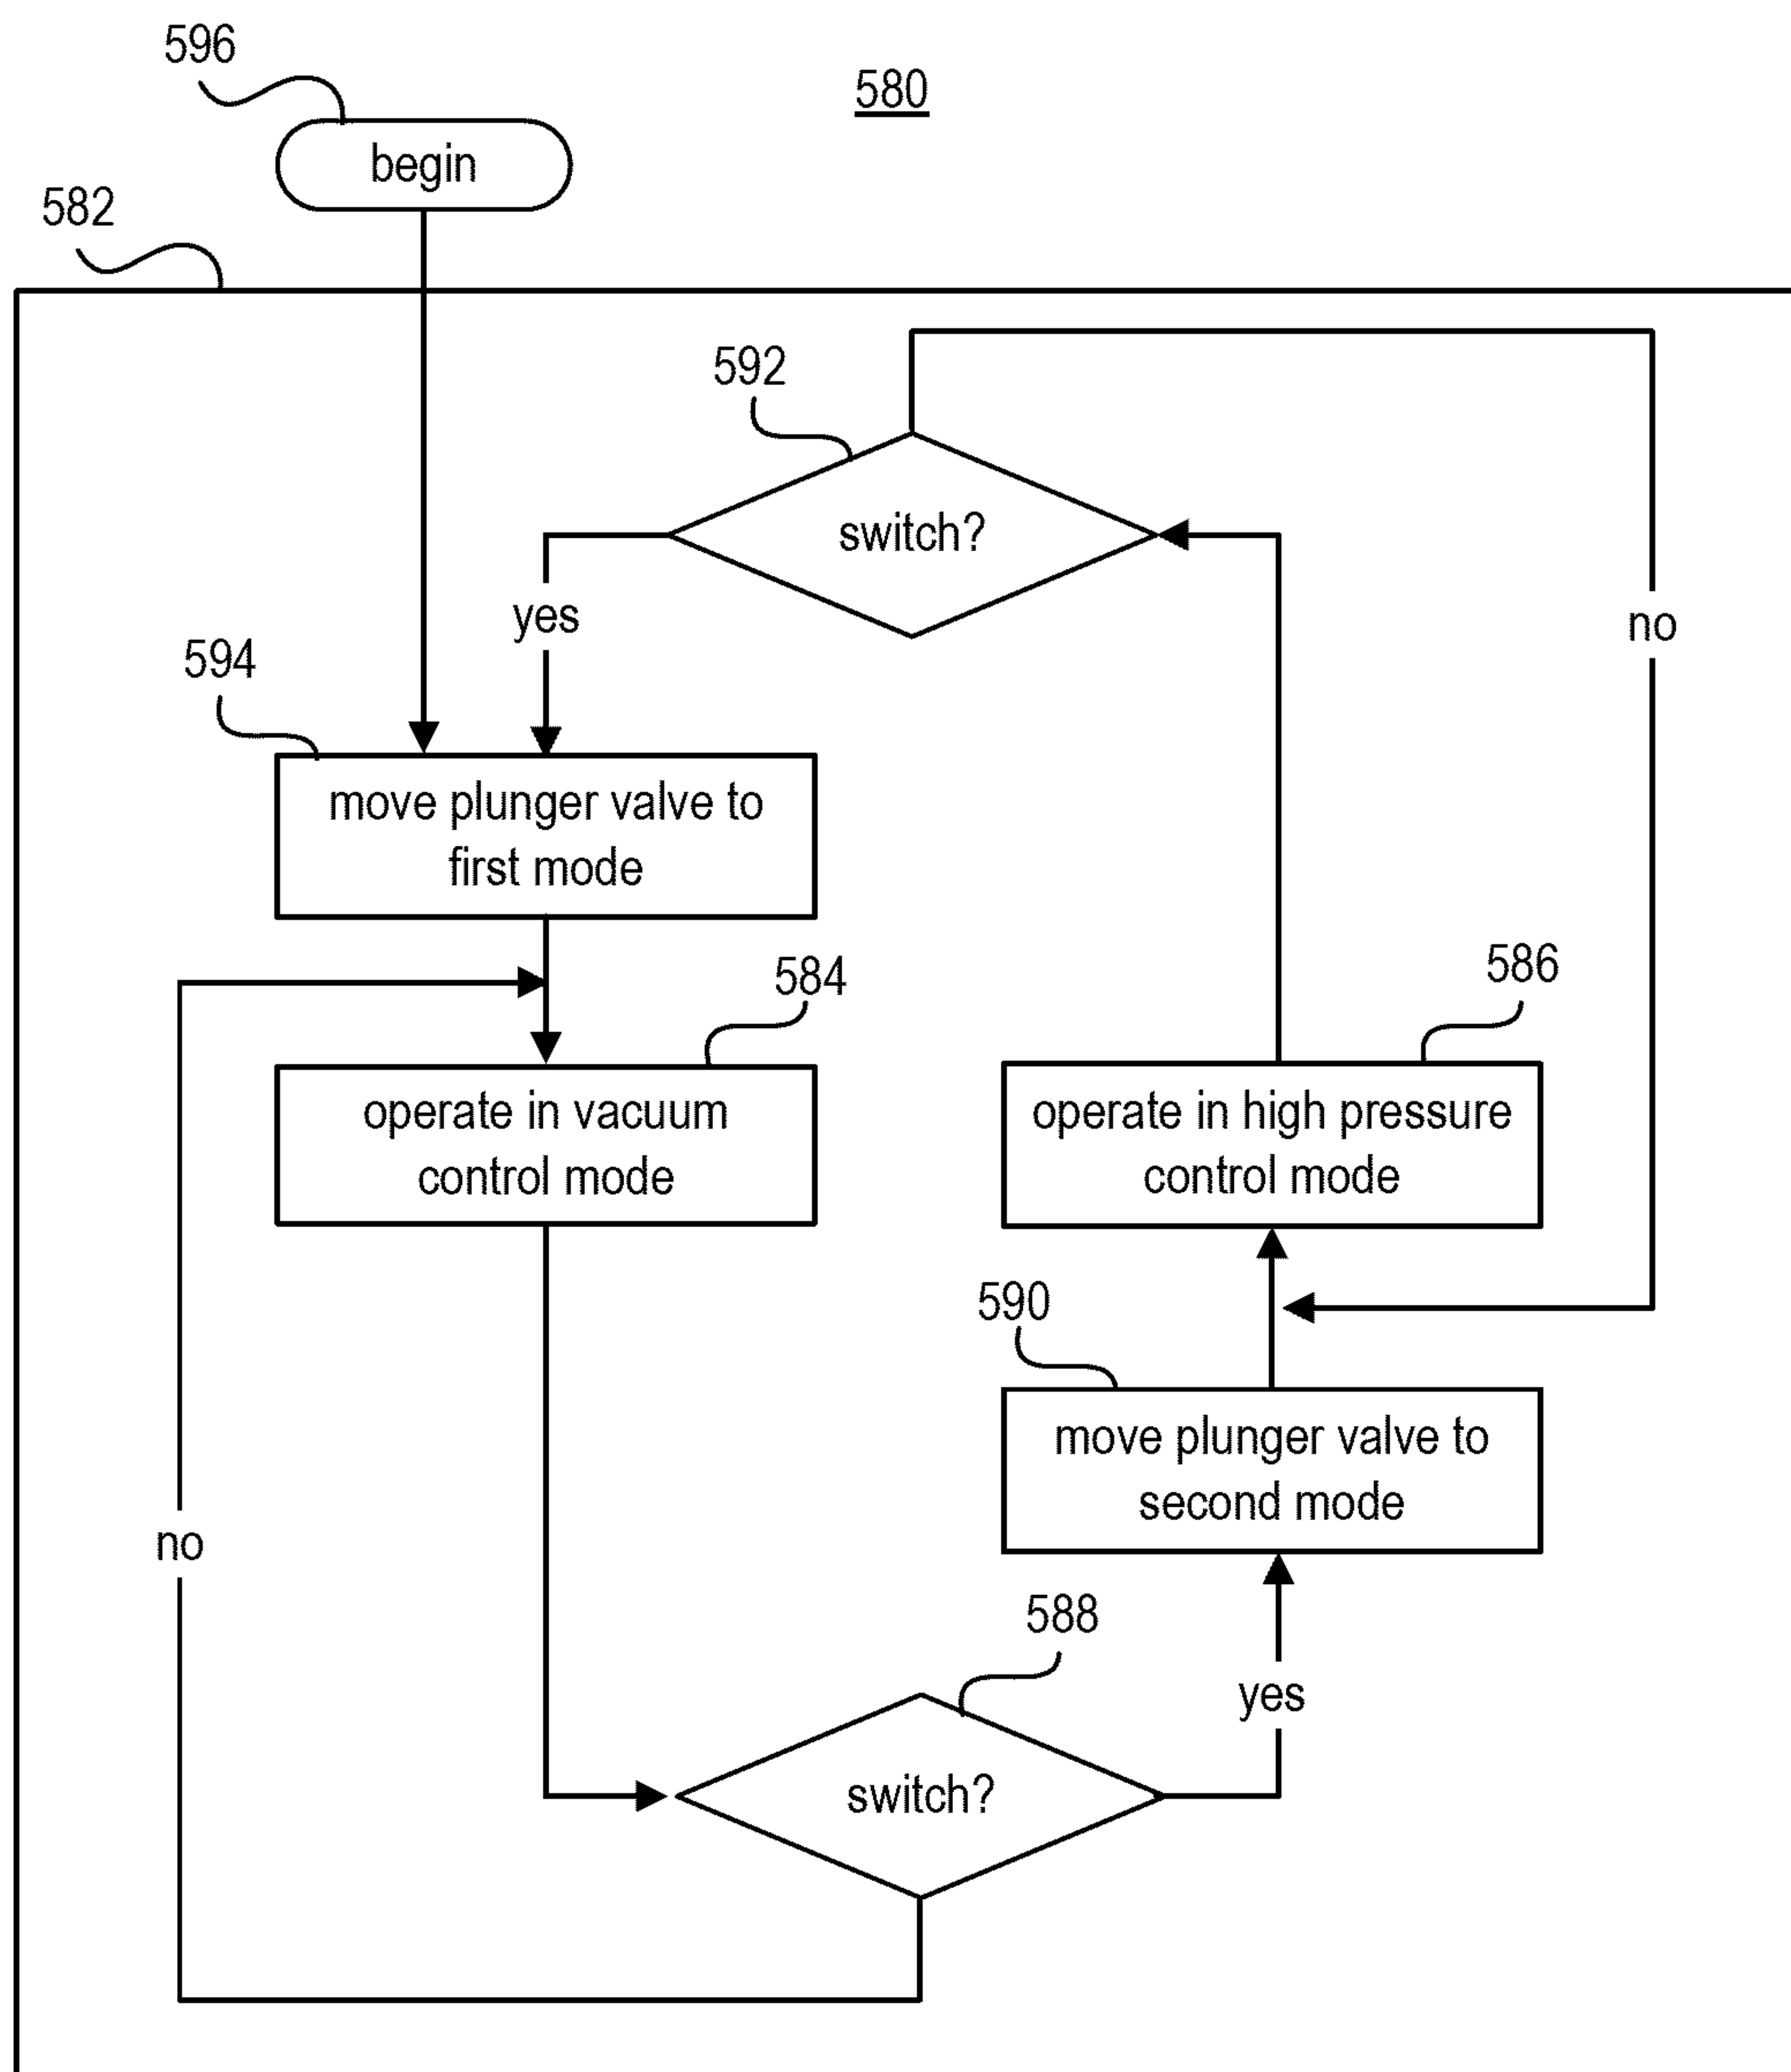 596
580
begin
582
592
switch?
yes
no
594
move plunger valve to
first mode
584
586
operate in vacuum
control mode
operate in high pressure
control mode
590
move plunger valve to
second mode
no
588
yes
switch?